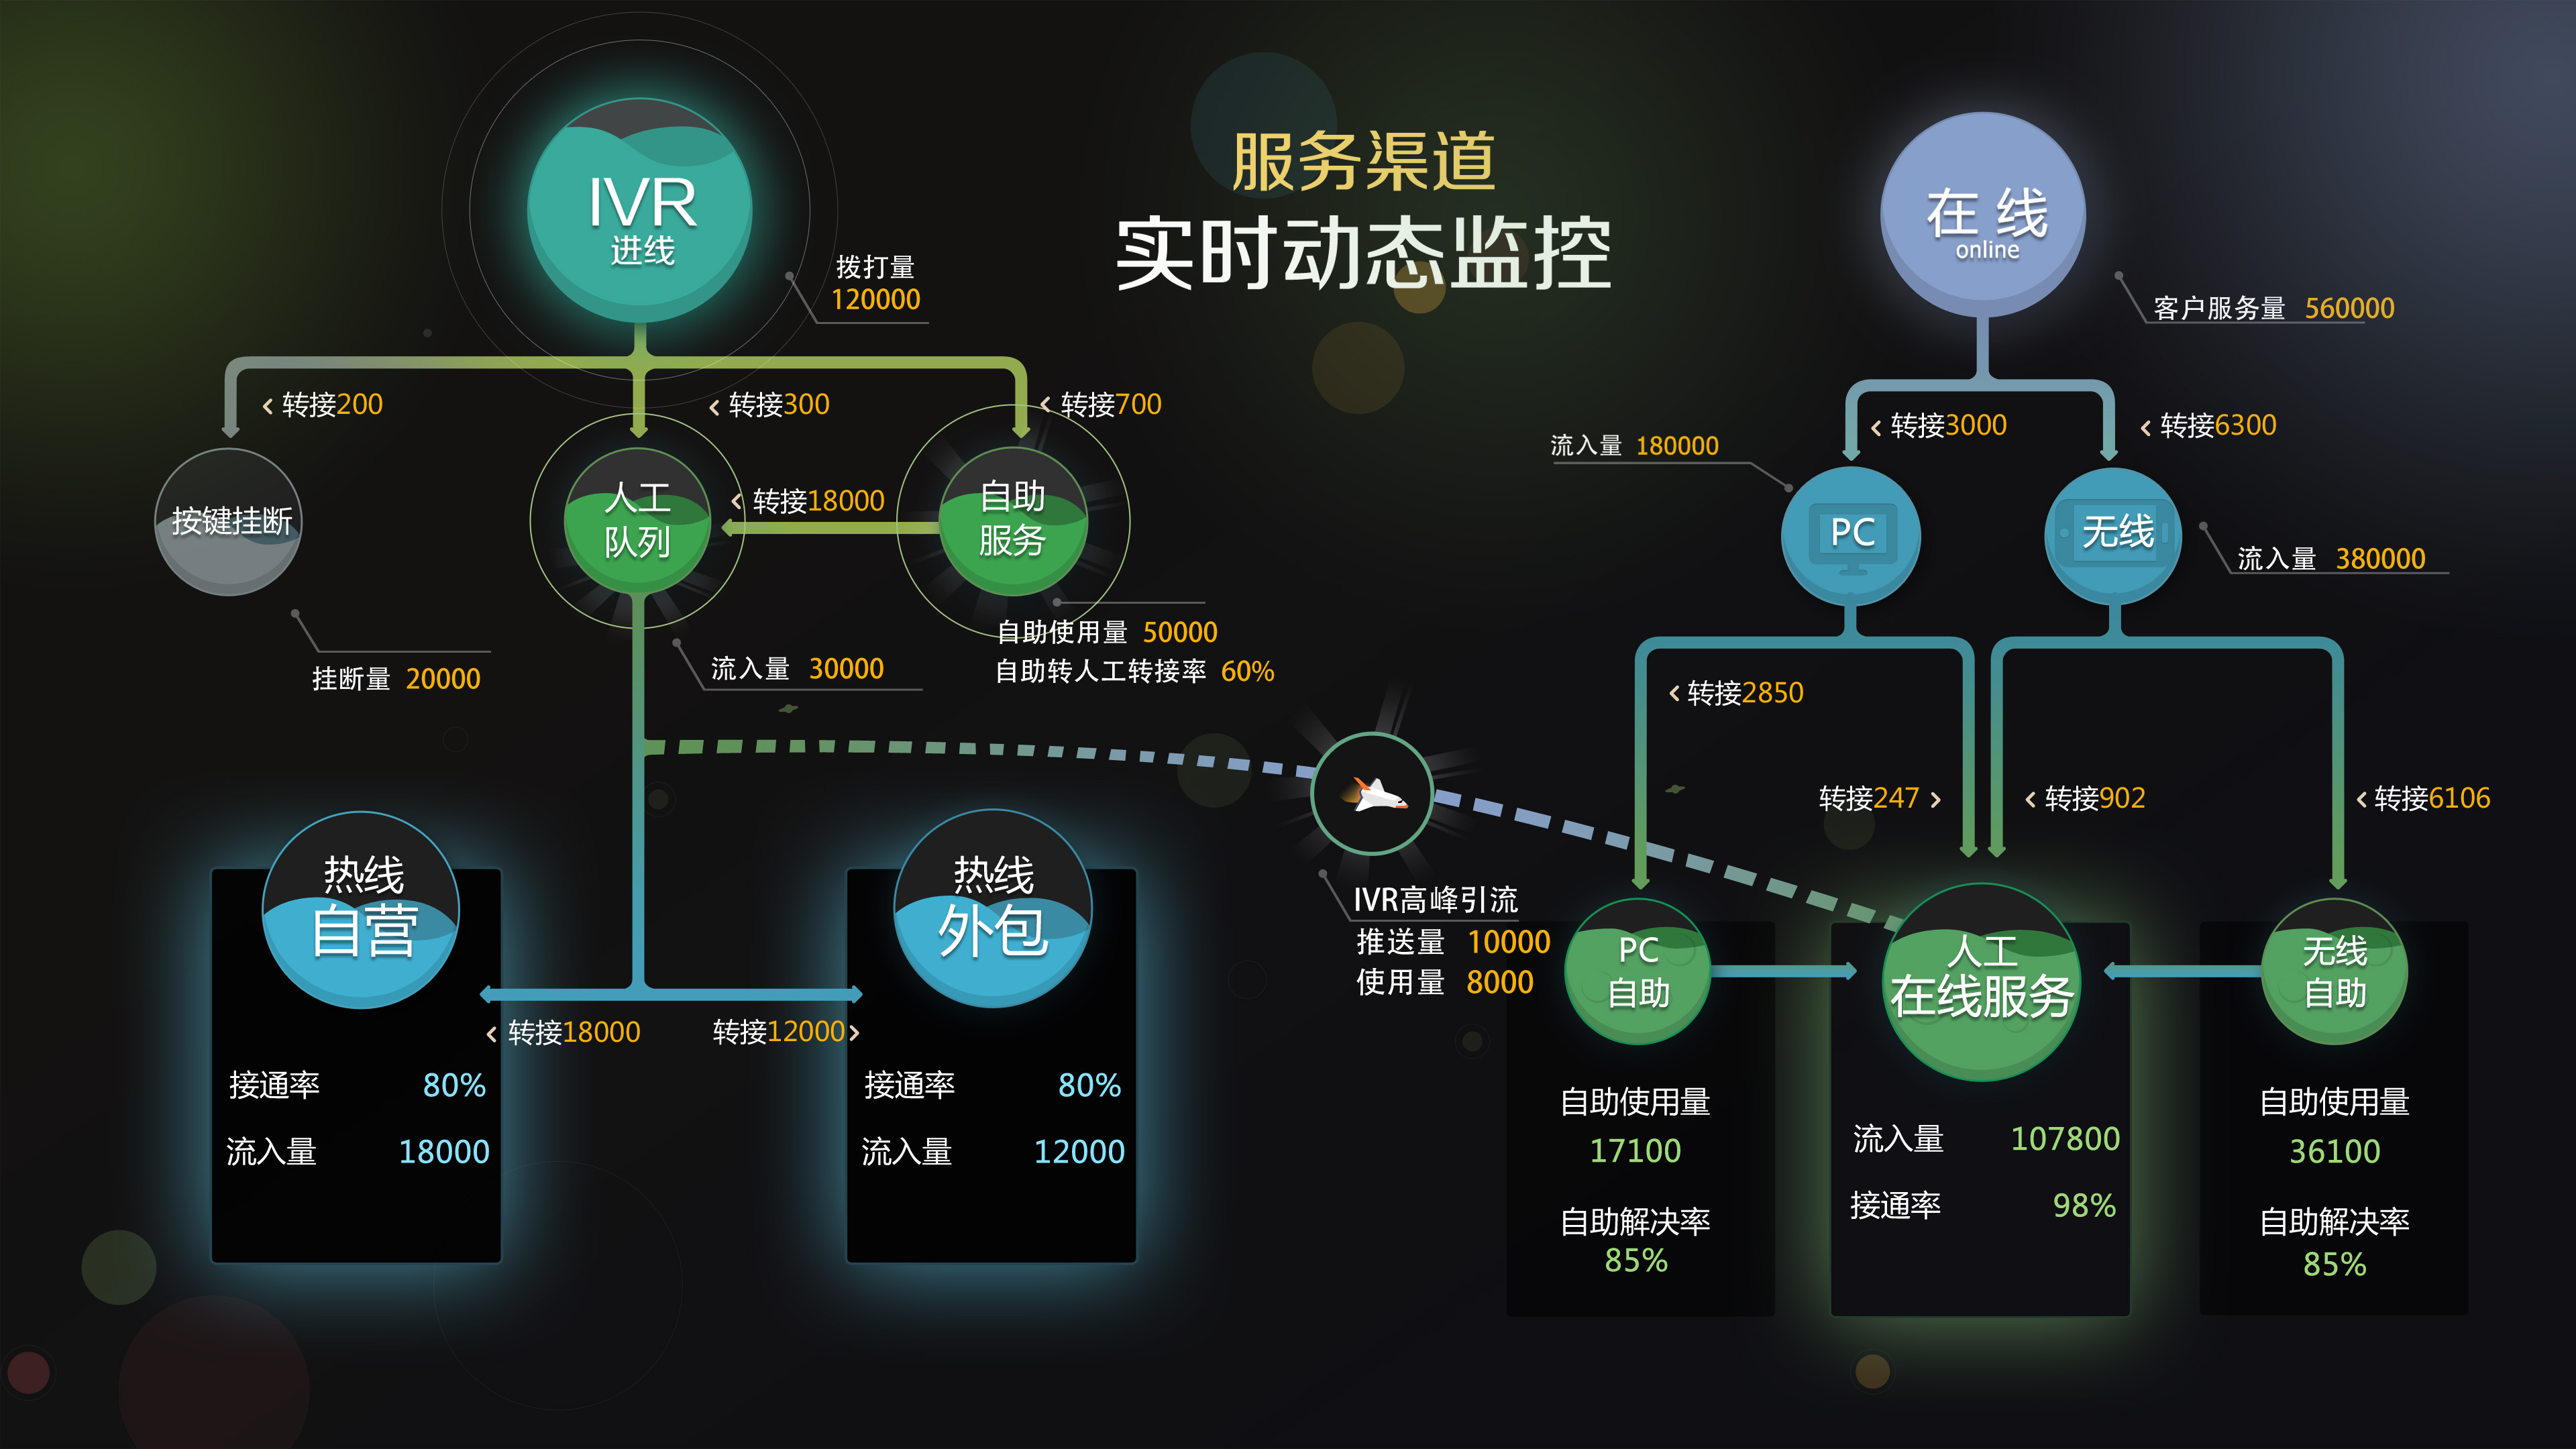 服务渠道
实时动态监控
IVR
进线
拨打量
120000
转接200
转接300
转接700
按键挂断
人工
队列
转接18000
自助
服务
挂断量 20000
流入量 30000
自助使用量 50000
自助转人工转接率 60%
热线
自营
热线
外包
转接18000
转接12000
接通率 80%
流入量 18000
接通率 80%
流入量 12000
IVR高峰引流
推送量 10000
使用量 8000
在 线
online
客户服务量 560000
转接3000
转接6300
流入量 180000
PC
无线
流入量 380000
转接2850
转接247
转接902
转接6106
PC
自助
人工
在线服务
无线
自助
自助使用量
17100
自助解决率
85%
流入量 107800
接通率 98%
自助使用量
36100
自助解决率
85%